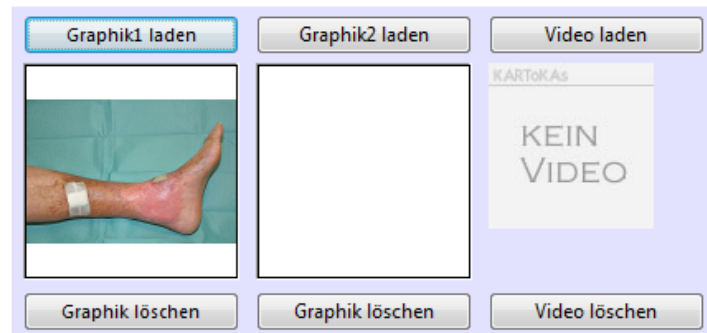 Graphik1 laden
Graphik2 laden
Video laden
KARTOKAs
KEIN
VIDEO
Graphik löschen
Graphik löschen
Video löschen